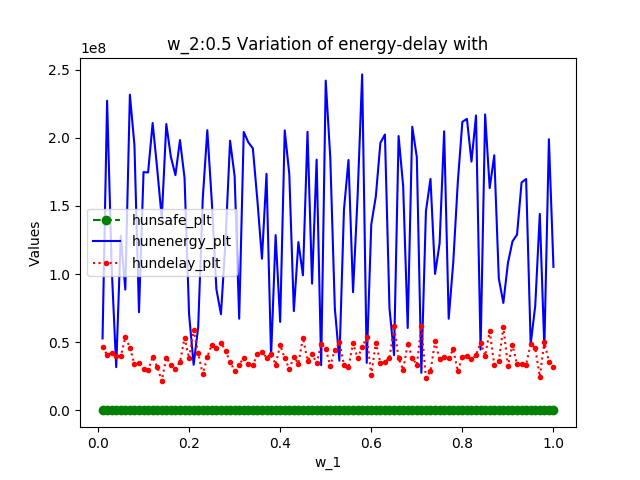 w_2:0.5 Variation of energy-delay with
1e8
2.5
2.0
1.5
1.0
0.5
0.0
Values
hunsafe_plt
hunenergy_plt
hundelay_plt
0.0 0.2 0.4 0.6 0.8 1.0
w_1